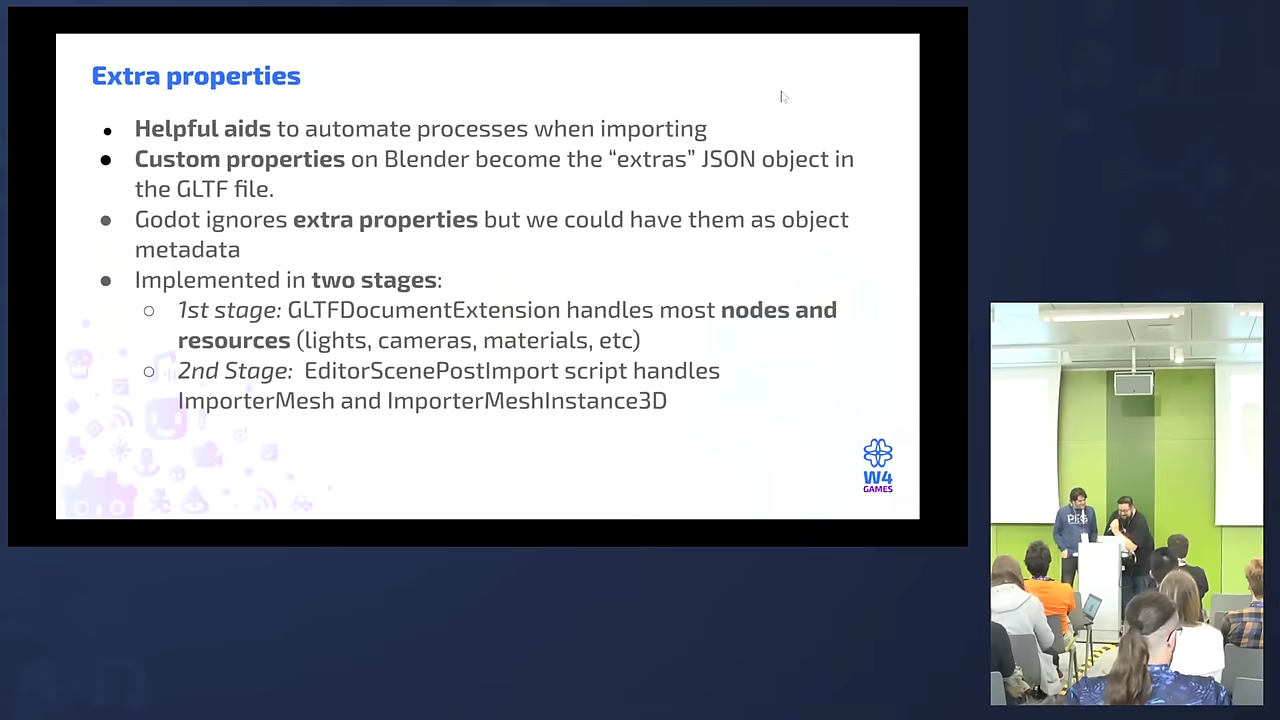 Extra properties
● Helpful aids to automate processes when importing
● Custom properties on Blender become the “extras” JSON object in
the GLTF file.
● Godot ignores extra properties but we could have them as object
metadata
● Implemented in two stages:
○ 1st stage: GLTFDocumentExtension handles most nodes and
resources (lights, cameras, materials, etc)
○ 2nd Stage: EditorScenePostImport script handles
ImporterMesh and ImporterMeshInstance3D
W4
GAMES